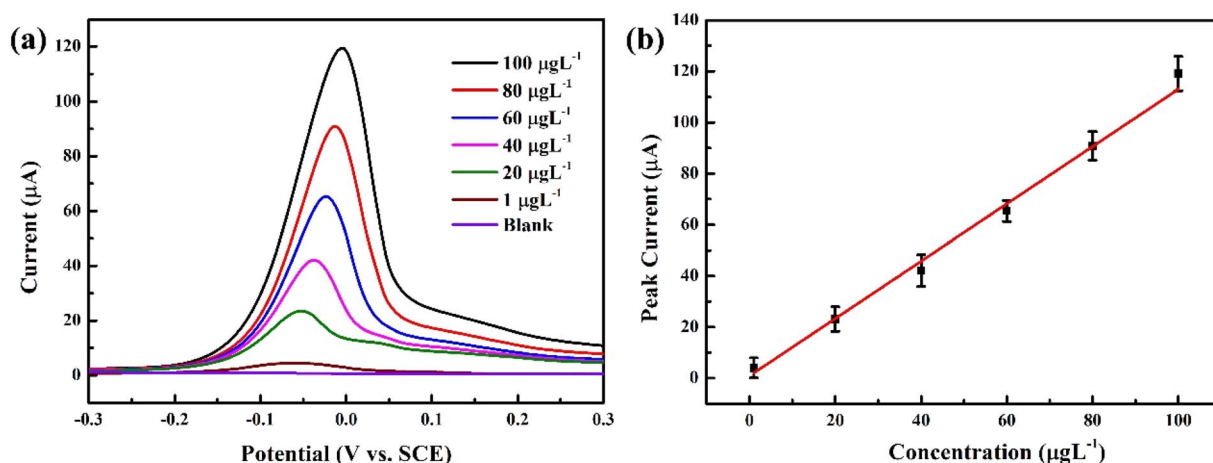 (a)
120
100
80
60
40
20
0
Current (µA)
-0.3
-0.2
-0.1
0.0
0.1
0.2
0.3
Potential (V vs. SCE)
100 µgL⁻¹
80 µgL⁻¹
60 µgL⁻¹
40 µgL⁻¹
20 µgL⁻¹
1 µgL⁻¹
Blank
(b)
140
120
100
80
60
40
20
0
Peak Current (µA)
0
20
40
60
80
100
Concentration (µgL⁻¹)